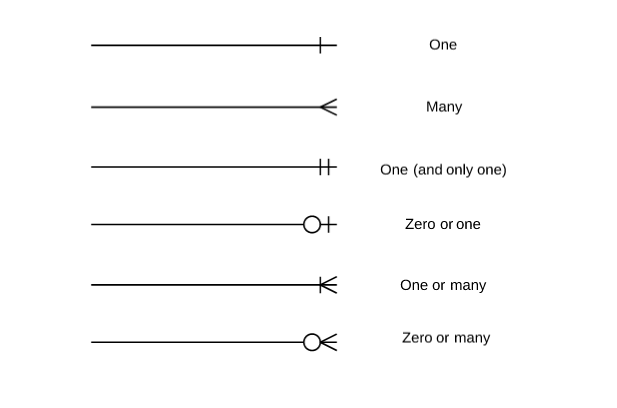 One
Many
One (and only one)
Zero or one
One or many
Zero or many